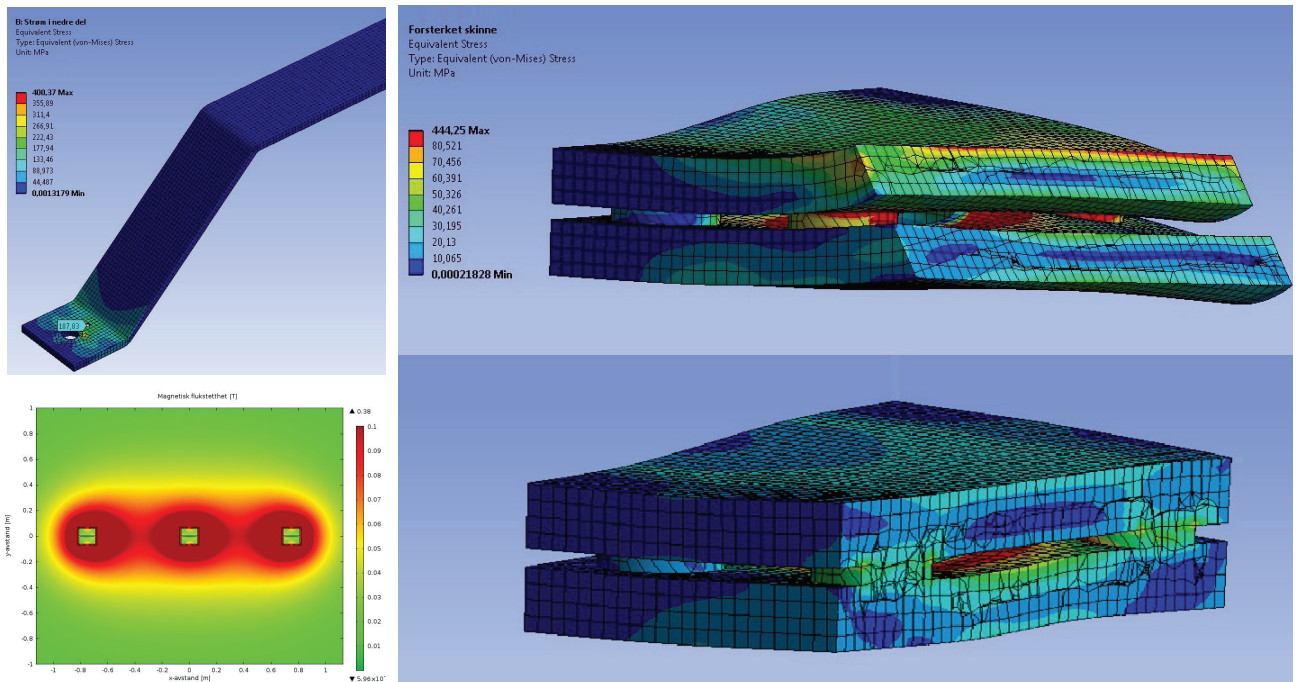 B: Strøm i nedre del
Equivalent Stress
Type: Equivalent (von-Mises) Stress
Unit: MPa
400,37 Max
355,89
311,4
266,91
222,43
177,94
133,46
88,973
44,487
0,0013179 Min
187,83
Forsterket skinne
Equivalent Stress
Type: Equivalent (von-Mises) Stress
Unit: MPa
444,25 Max
80,521
70,456
60,391
50,326
40,261
30,195
20,13
10,065
0,00021828 Min
Magnetisk flukstetthet [T]
▲ 0.38
1
0.8
0.6
0.4
0.2
0
-0.2
-0.4
-0.6
-0.8
-1
y-avstand [m]
-1 -0.8 -0.6 -0.4 -0.2 0 0.2 0.4 0.6 0.8 1
x-avstand [m]
0.1
0.09
0.08
0.07
0.06
0.05
0.04
0.03
0.02
0.01
▼ 5.96×10